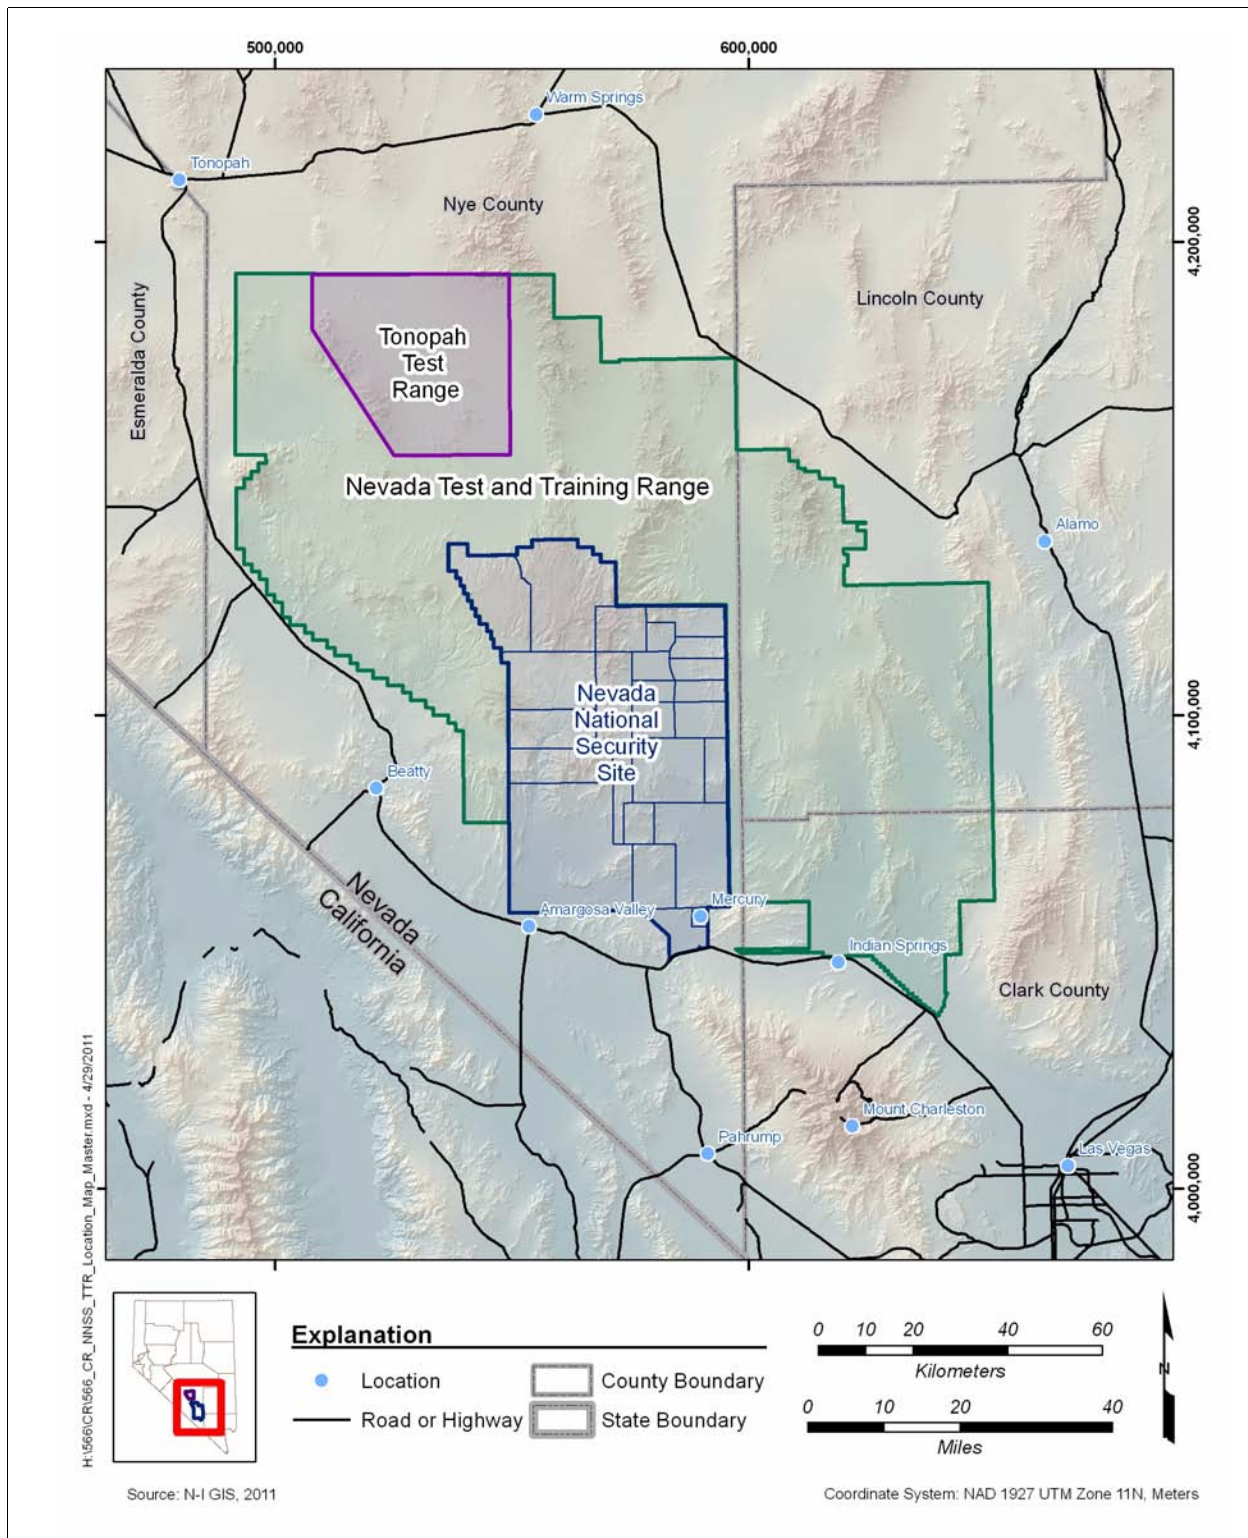 500,000
600,000
Warm Springs
Tonopah
Nye County
4,200,000
Lincoln County
Esmeralda County
Tonopah
Test
Range
Nevada Test and Training Range
Alamo
Nevada
National
Security
Site
4,100,000
Beatty
Nevada
California
Amargosa Valley
Mercury
Indian Springs
Clark County
Mount Charleston
Pahrump
Las Vegas
4,000,000
H:\566\CR\566_CR_NNSS_TTR_Location_Map_Master.mxd - 4/29/2011
Explanation
Location
Road or Highway
County Boundary
State Boundary
0 10 20 40 60
Kilometers
0 10 20 40
Miles
N
Source: N-I GIS, 2011
Coordinate System: NAD 1927 UTM Zone 11N, Meters